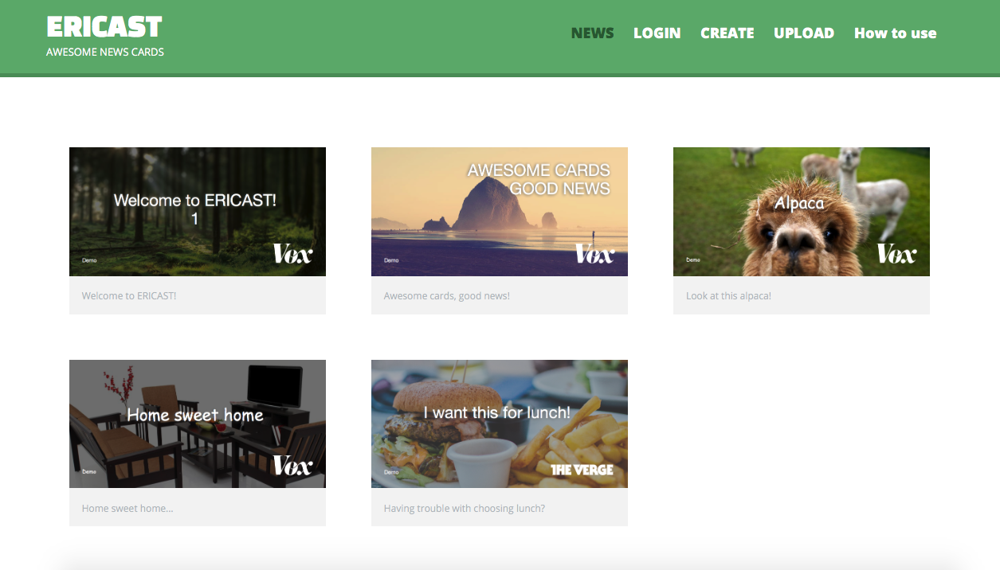 ERICAST
AWESOME NEWS CARDS
NEWS LOGIN CREATE UPLOAD How to use
Welcome to ERICAST!
1
Demo
Vox
Welcome to ERICAST!
AWESOME CARDS
GOOD NEWS
Demo
Vox
Awesome cards, good news!
Alpaca
Demo
Vox
Look at this alpaca!
Home sweet home
Demo
Vox
Home sweet home...
I want this for lunch!
Demo
THE VERGE
Having trouble with choosing lunch?